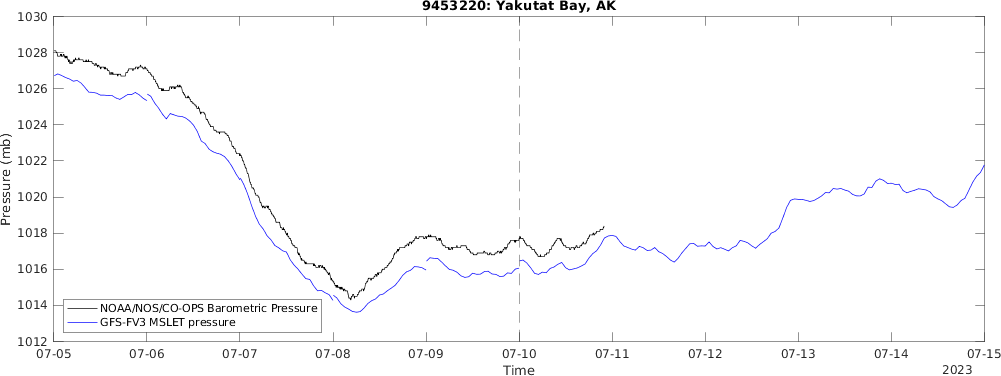 9453220: Yakutat Bay, AK
Pressure (mb)
1030
1028
1026
1024
1022
1020
1018
1016
1014
1012
NOAA/NOS/CO-OPS Barometric Pressure
GFS-FV3 MSLET pressure
07-05 07-06 07-07 07-08 07-09 07-10 07-11 07-12 07-13 07-14 07-15
Time
2023